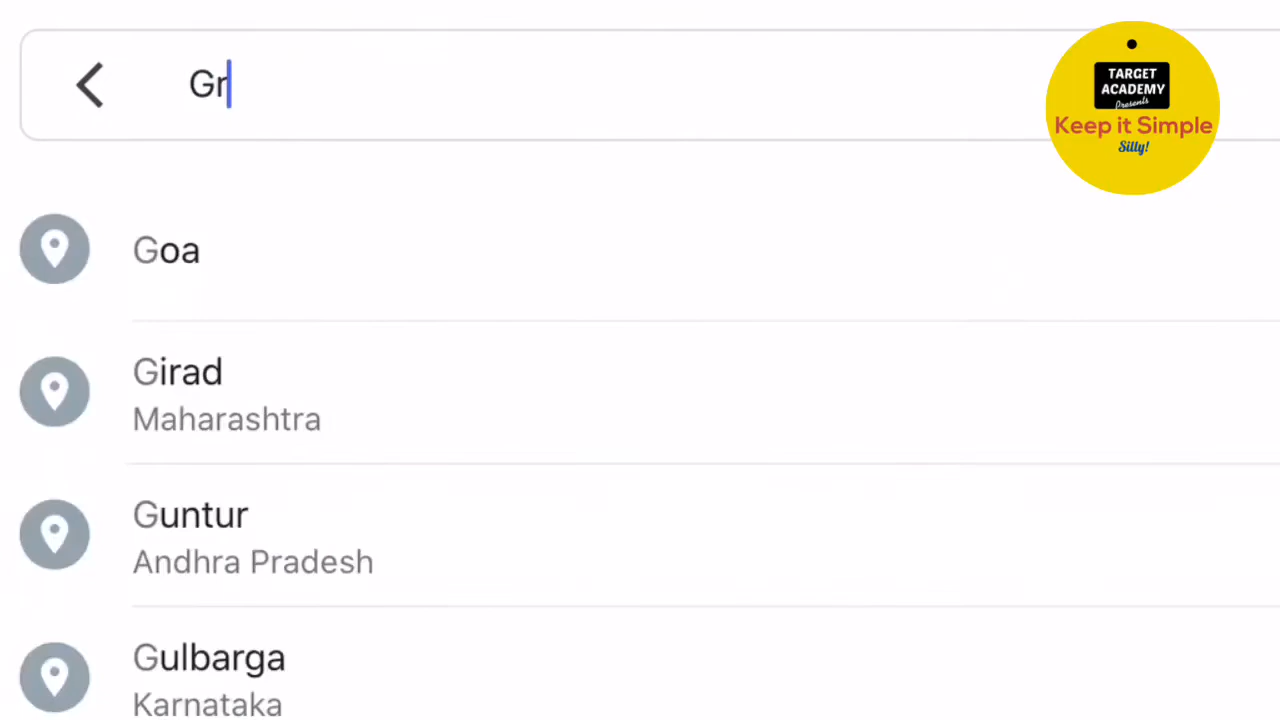 Gr
TARGET
ACADEMY
Presents
Keep it Simple
Silly!
Goa
Girad
Maharashtra
Guntur
Andhra Pradesh
Gulbarga
Karnataka